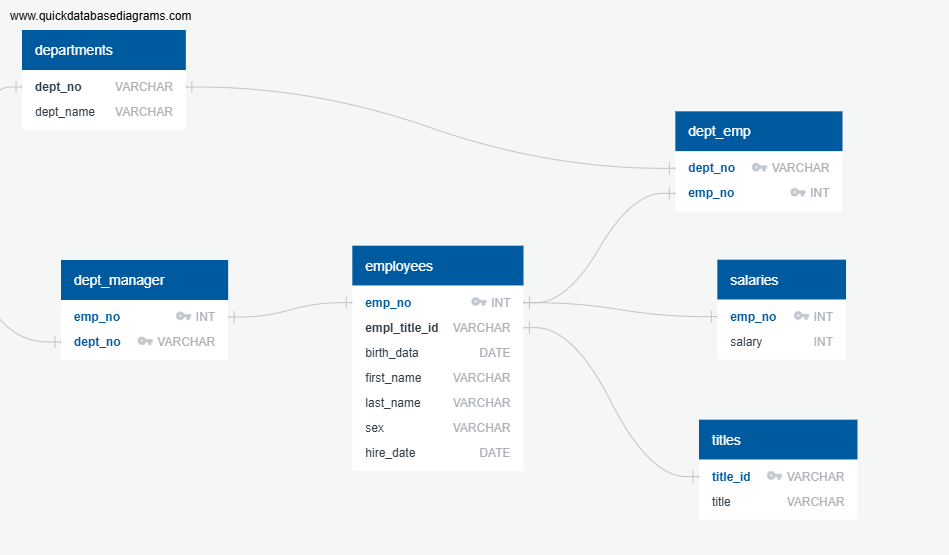 www.quickdatabasediagrams.com
departments
dept_no VARCHAR
dept_name VARCHAR
dept_emp
dept_no VARCHAR
emp_no INT
dept_manager
emp_no INT
dept_no VARCHAR
employees
emp_no INT
empl_title_id VARCHAR
birth_data DATE
first_name VARCHAR
last_name VARCHAR
sex VARCHAR
hire_date DATE
salaries
emp_no INT
salary INT
titles
title_id VARCHAR
title VARCHAR